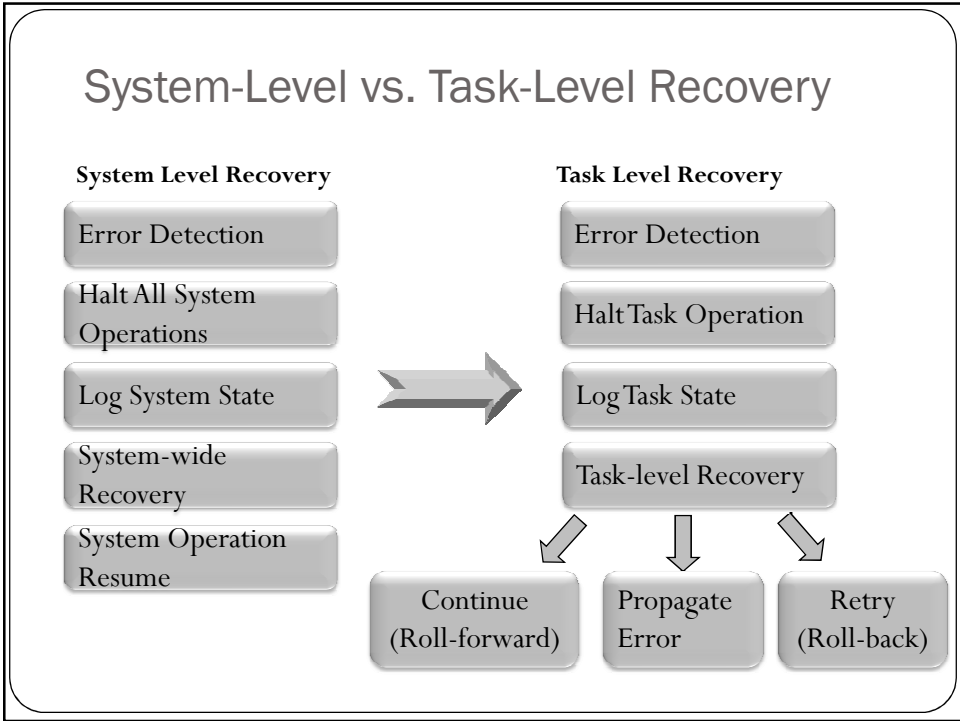 System-Level vs. Task-Level Recovery
System Level Recovery
Error Detection
Halt All System
Operations
Log System State
System-wide
Recovery
System Operation
Resume
Task Level Recovery
Error Detection
Halt Task Operation
Log Task State
Task-level Recovery
Continue
(Roll-forward)
Propagate
Error
Retry
(Roll-back)